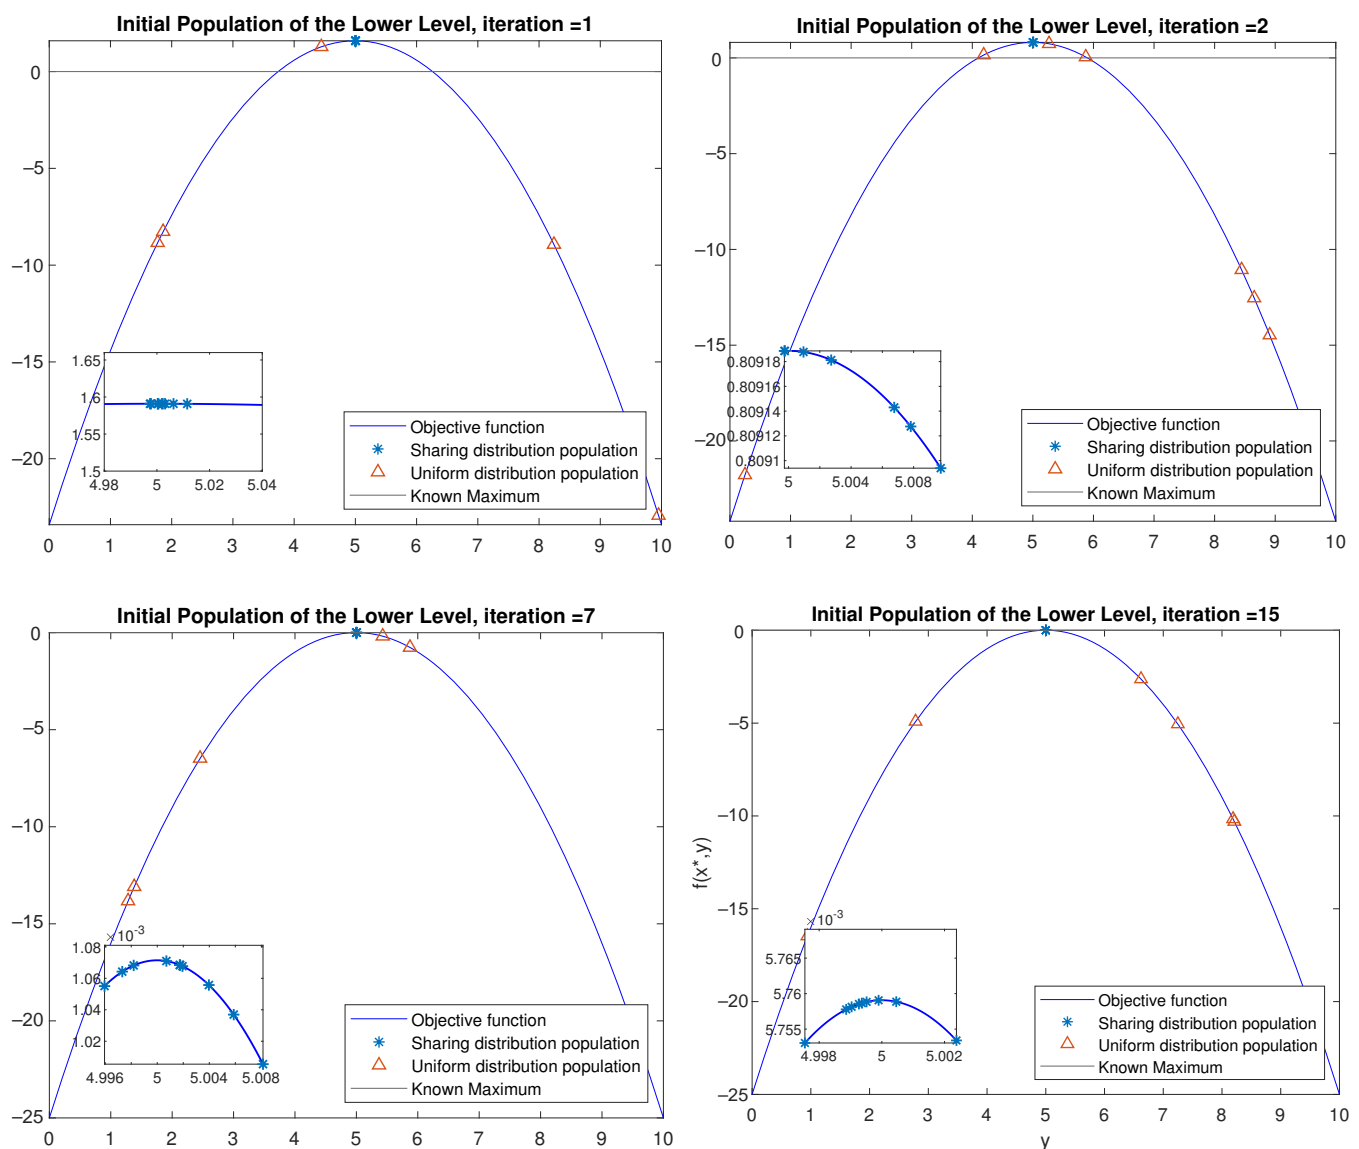 Initial Population of the Lower Level, iteration =1
0
−5
−10
−15
−20
1.65
1.6
1.55
1.5
4.98 5 5.02 5.04
Objective function
Sharing distribution population
Uniform distribution population
Known Maximum
0 1 2 3 4 5 6 7 8 9 10
Initial Population of the Lower Level, iteration =2
0
−5
−10
−15
−20
0.80918
0.80916
0.80914
0.80912
0.8091
5 5.004 5.008
Objective function
Sharing distribution population
Uniform distribution population
Known Maximum
0 1 2 3 4 5 6 7 8 9 10
Initial Population of the Lower Level, iteration =7
0
−5
−10
−15
−20
−25
×10⁻³
1.08
1.06
1.04
1.02
4.996 5 5.004 5.008
Objective function
Sharing distribution population
Uniform distribution population
Known Maximum
0 1 2 3 4 5 6 7 8 9 10
Initial Population of the Lower Level, iteration =15
0
−5
−10
−15
−20
−25
f(x*,y)
×10⁻³
5.765
5.76
5.755
4.998 5 5.002
Objective function
Sharing distribution population
Uniform distribution population
Known Maximum
0 1 2 3 4 5 6 7 8 9 10
y